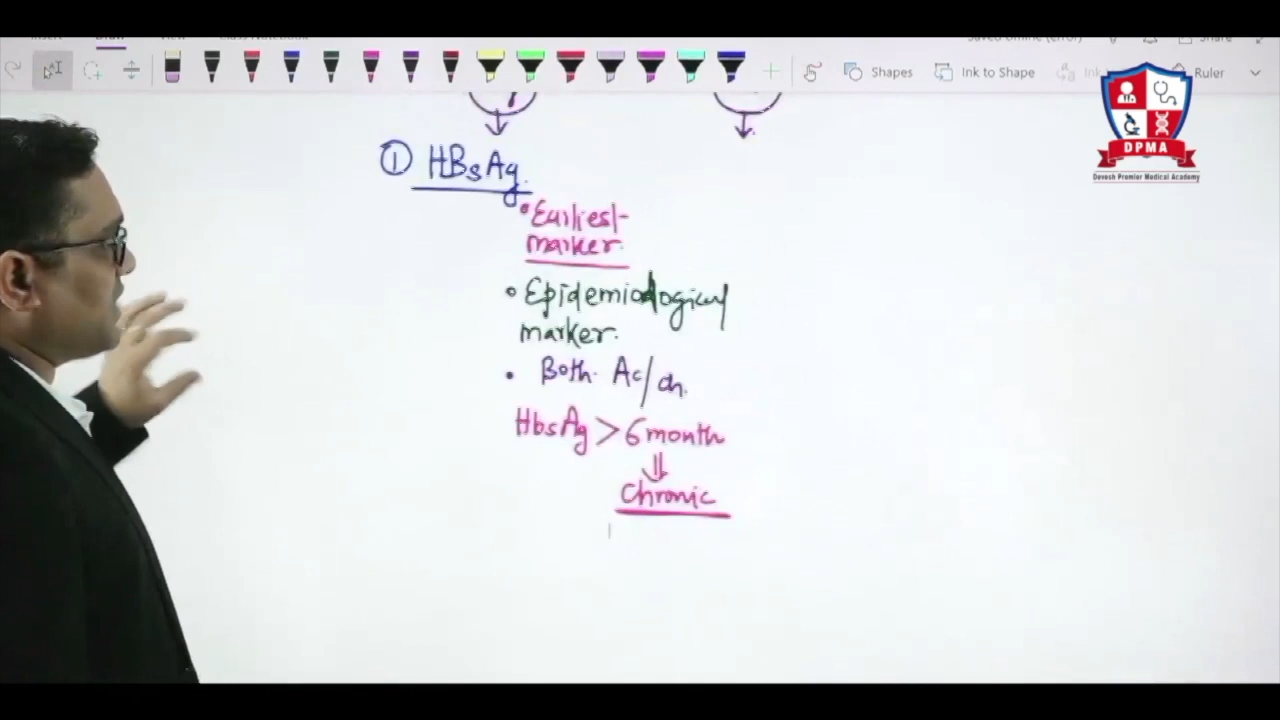 Shapes
Ink to Shape
Ruler
DPMA
Devesh Premier Medical Academy
① HBsAg.
• Earliest
marker.
• Epidemiological
marker.
• Both Ac/ch.
HbsAg > 6 month
⇓
Chronic